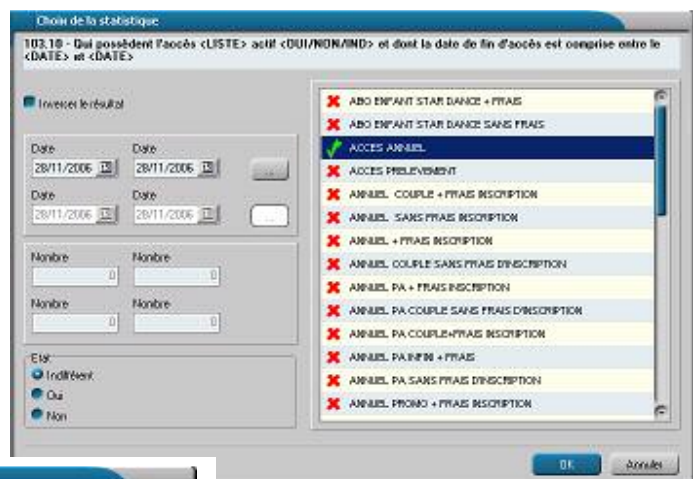 Choix de la statistique
103.10 - Qui possèdent l'accès <LISTE> actif <OUI/NON/IND> et dont la date de fin d'accès est comprise entre le
<DATE> et <DATE>
Inverser le résultat
Date Date
28/11/2006 28/11/2006 ...
Date Date
28/11/2006 28/11/2006 ...
Nombre Nombre
0 0
Nombre Nombre
0 0
Etat
Indifférent
Oui
Non
ABO ENFANT STAR DANCE + FRAIS
ABO ENFANT STAR DANCE SANS FRAIS
ACCES ANNUEL
ACCES PRELEVEMENT
ANNUEL COUPLE + FRAIS INSCRIPTION
ANNUEL SANS FRAIS INSCRIPTION
ANNUEL + FRAIS INSCRIPTION
ANNUEL COUPLE SANS FRAIS D'INSCRIPTION
ANNUEL PA + FRAIS INSCRIPTION
ANNUEL PA COUPLE SANS FRAIS D'INSCRIPTION
ANNUEL PA COUPLE+FRAIS INSCRIPTION
ANNUEL PA INFINI + FRAIS
ANNUEL PA SANS FRAIS D'INSCRIPTION
ANNUEL PROMO + FRAIS INSCRIPTION
OK Annuler